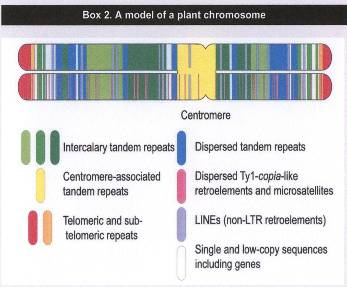 Box 2. A model of a plant chromosome
Centromere
Intercalary tandem repeats
Centromere-associated
tandem repeats
Telomeric and sub-
telomeric repeats
Dispersed tandem repeats
Dispersed Ty1-copia-like
retroelements and microsatellites
LINEs (non-LTR retroelements)
Single and low-copy sequences
including genes